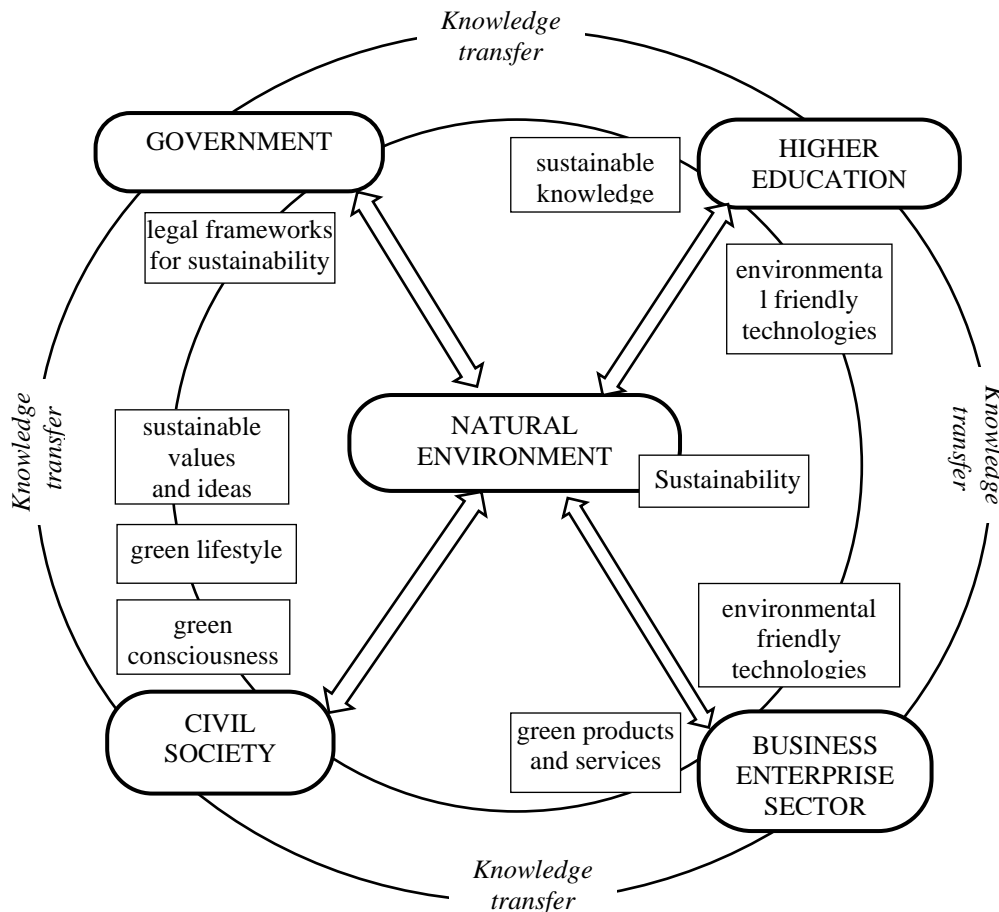 Knowledge
transfer
GOVERNMENT
HIGHER
EDUCATION
sustainable
knowledge
legal frameworks
for sustainability
environmenta
l friendly
technologies
Knowledge
transfer
Knowledge
transfer
NATURAL
ENVIRONMENT
Sustainability
sustainable
values
and ideas
green lifestyle
green
consciousness
environmental
friendly
technologies
CIVIL
SOCIETY
green products
and services
BUSINESS
ENTERPRISE
SECTOR
Knowledge
transfer